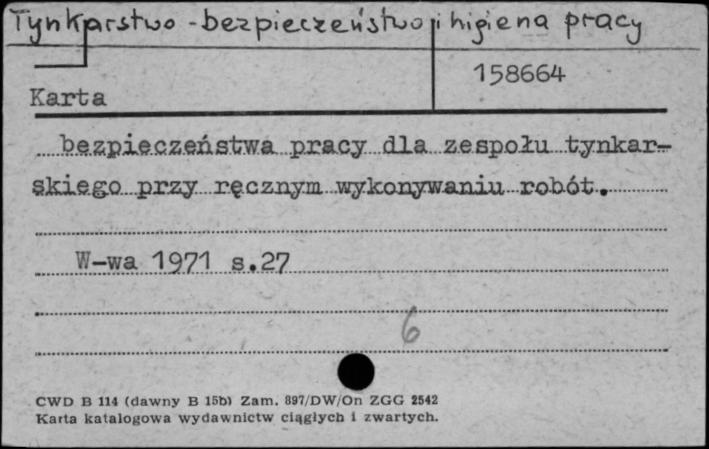 Tynkarstwo - bezpieczeństwo i higiena pracy
158664
Karta
bezpieczeństwa pracy dla zespołu tynkar-
skiego przy ręcznym wykonywaniu robót.
W-wa 1971 s.27
6
CWD B 114 (dawny B 15b) Zam. 897/DW/On ZGG 2542
Karta katalogowa wydawnictw ciągłych i zwartych.